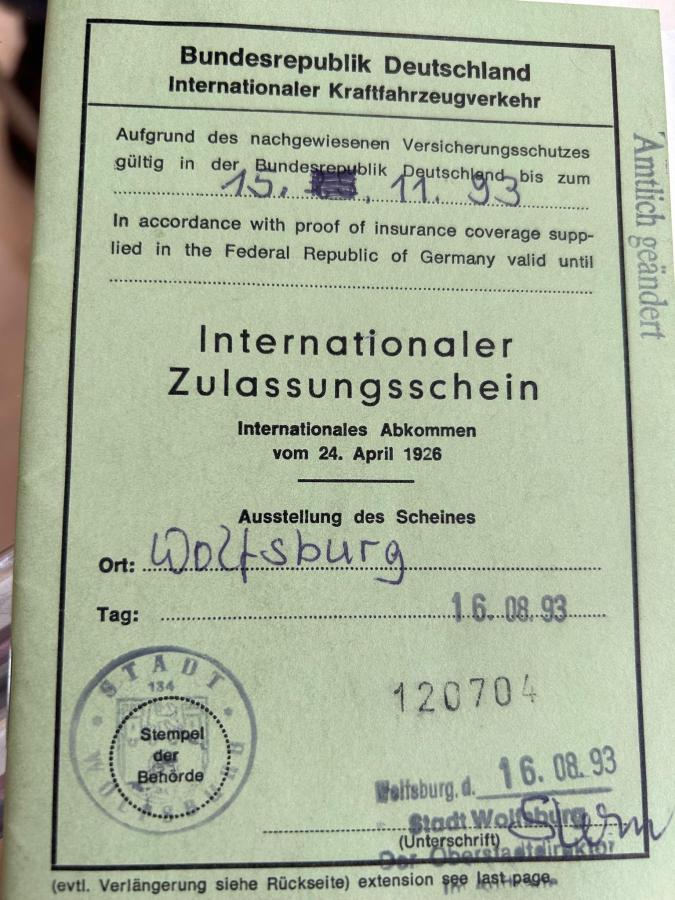 Bundesrepublik Deutschland
Internationaler Kraftfahrzeugverkehr
Aufgrund des nachgewiesenen Versicherungsschutzes
gültig in der Bundesrepublik Deutschland bis zum
15. 11. 93
In accordance with proof of insurance coverage supp-
lied in the Federal Republic of Germany valid until
Amtlich geändert
Internationaler
Zulassungsschein
Internationales Abkommen
vom 24. April 1926
Ausstellung des Scheines
Ort: Wolfsburg
Tag: 16. 08. 93
STADT
134
Wolfsburg
Stempel
der
Behörde
120704
Wolfsburg. d. 16. 08. 93
Stadt Wolfsburg
(Unterschrift)
Der Oberstadtdirektor
(evtl. Verlängerung siehe Rückseite) extension see last page.